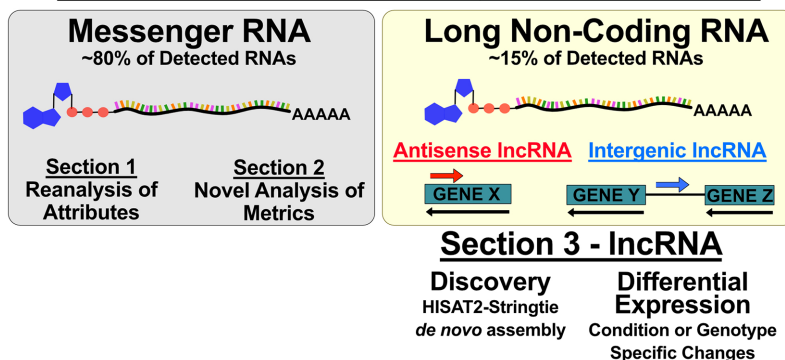 Messenger RNA
~80% of Detected RNAs
AAAAA
Section 1
Reanalysis of
Attributes
Section 2
Novel Analysis of
Metrics
Long Non-Coding RNA
~15% of Detected RNAs
AAAAA
Antisense lncRNA
GENE X
Intergenic lncRNA
GENE Y
GENE Z
Section 3 - lncRNA
Discovery
HISAT2-Stringtie
de novo assembly
Differential
Expression
Condition or Genotype
Specific Changes